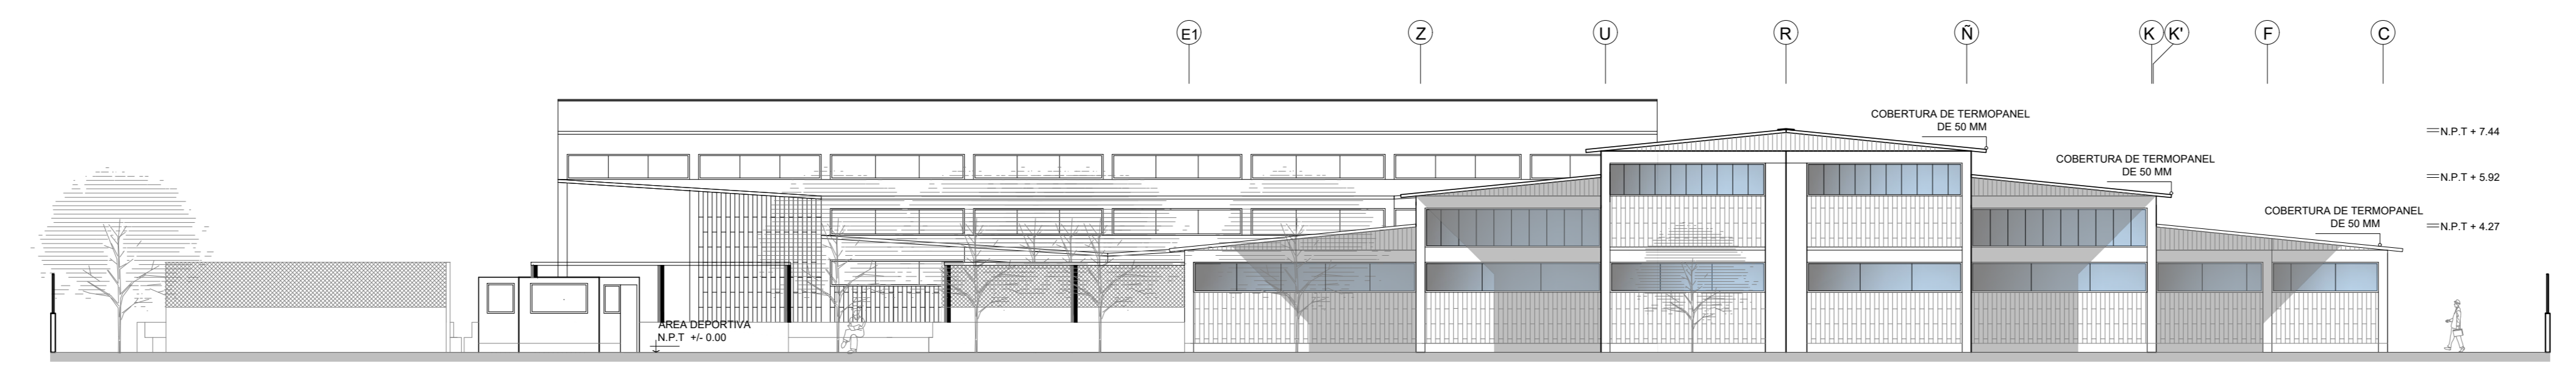 E1 Z U R Ñ K K' F C
COBERTURA DE TERMOPANEL
DE 50 MM
N.P.T + 7.44
COBERTURA DE TERMOPANEL
DE 50 MM
N.P.T + 5.92
COBERTURA DE TERMOPANEL
DE 50 MM
N.P.T + 4.27
AREA DEPORTIVA
N.P.T +/- 0.00